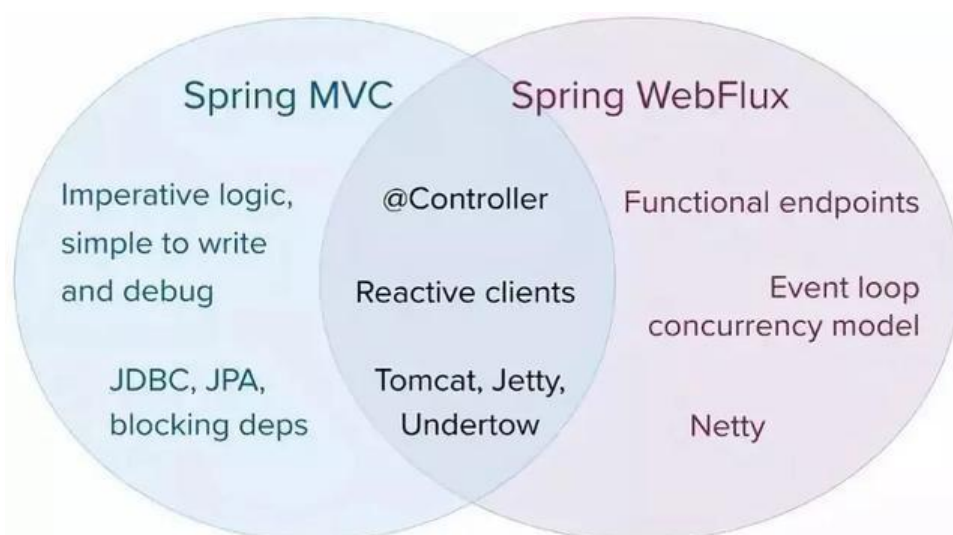 Spring MVC
Spring WebFlux
Imperative logic,
simple to write
and debug
JDBC, JPA,
blocking deps
@Controller
Reactive clients
Tomcat, Jetty,
Undertow
Functional endpoints
Event loop
concurrency model
Netty